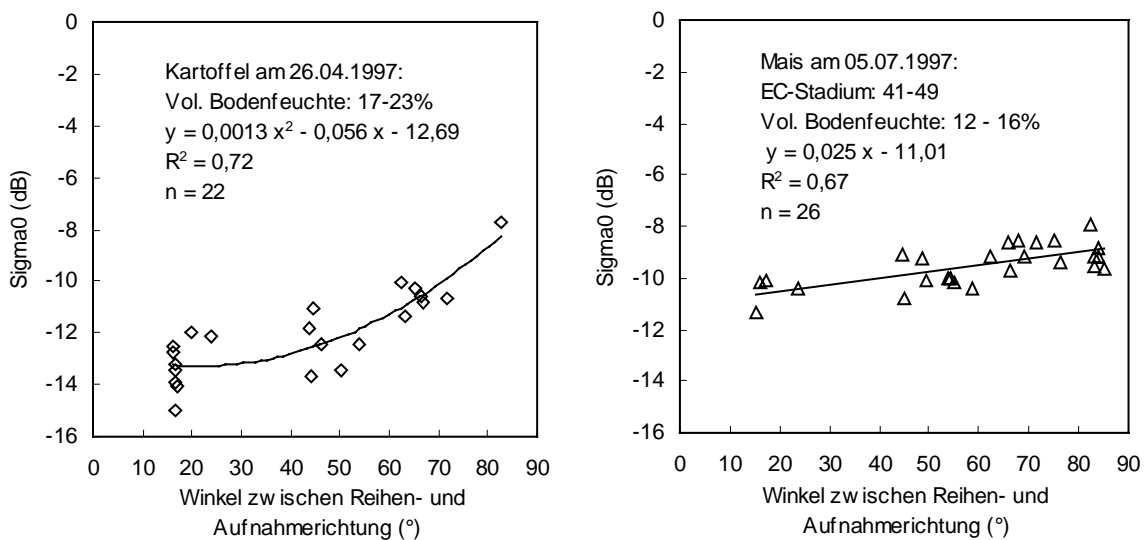 0
-2
-4
-6
-8
-10
-12
-14
-16
Sigma0 (dB)
Kartoffel am 26.04.1997:
Vol. Bodenfeuchte: 17-23%
y = 0,0013 x² - 0,056 x - 12,69
R² = 0,72
n = 22
0 10 20 30 40 50 60 70 80 90
Winkel zwischen Reihen- und
Aufnahmerichtung (°)
0
-2
-4
-6
-8
-10
-12
-14
-16
Sigma0 (dB)
Mais am 05.07.1997:
EC-Stadium: 41-49
Vol. Bodenfeuchte: 12 - 16%
y = 0,025 x - 11,01
R² = 0,67
n = 26
0 10 20 30 40 50 60 70 80 90
Winkel zwischen Reihen- und
Aufnahmerichtung (°)